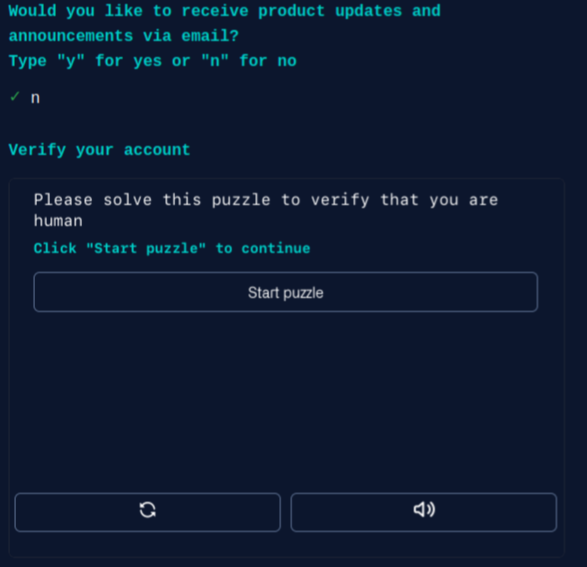 Would you like to receive product updates and
announcements via email?
Type "y" for yes or "n" for no
✓ n
Verify your account
Please solve this puzzle to verify that you are
human
Click "Start puzzle" to continue
Start puzzle